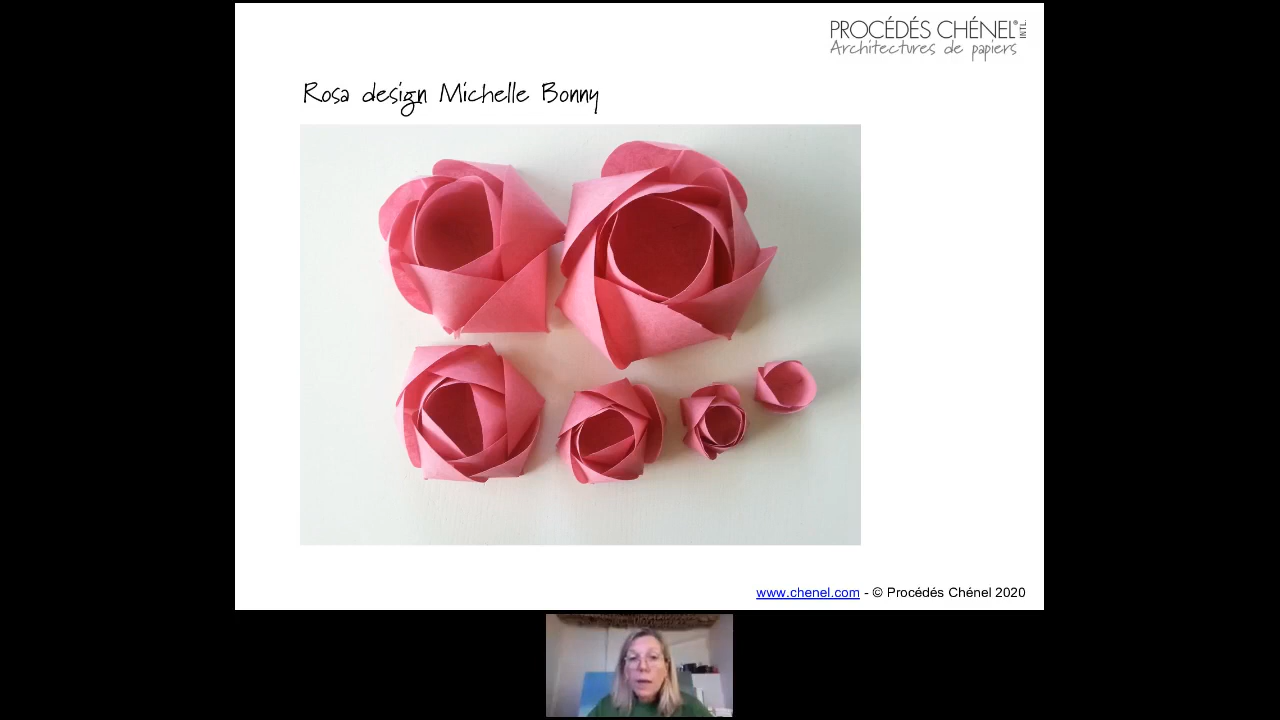 PROCÉDÉS CHÉNEL® INTL.
Architectures de papiers
Rosa design Michelle Bonny
www.chenel.com - © Procédés Chénel 2020